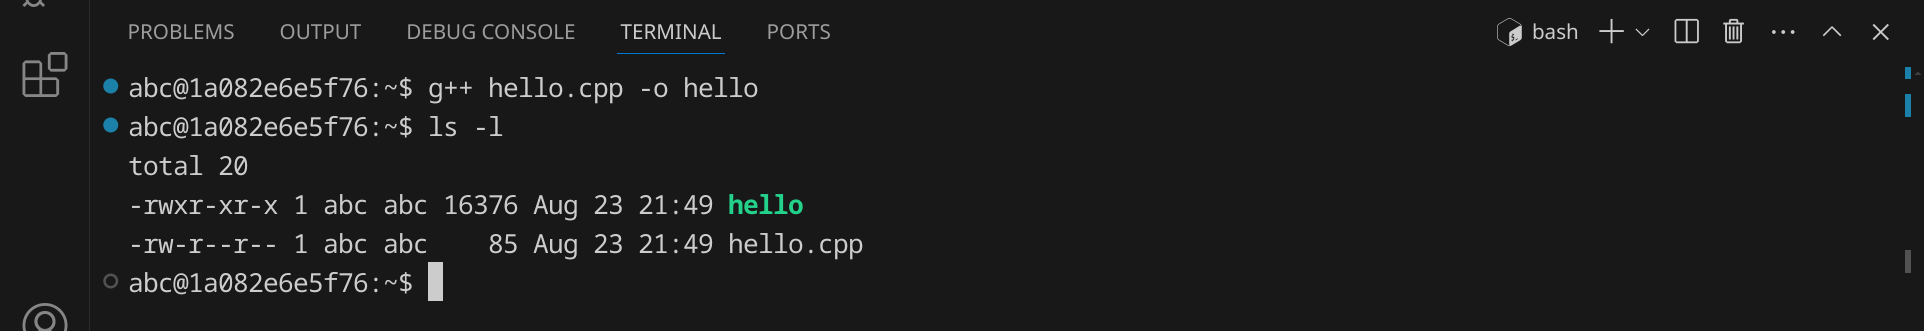 PROBLEMS OUTPUT DEBUG CONSOLE TERMINAL PORTS bash
abc@1a082e6e5f76:~$ g++ hello.cpp -o hello
abc@1a082e6e5f76:~$ ls -l
total 20
-rwxr-xr-x 1 abc abc 16376 Aug 23 21:49 hello
-rw-r--r-- 1 abc abc    85 Aug 23 21:49 hello.cpp
abc@1a082e6e5f76:~$